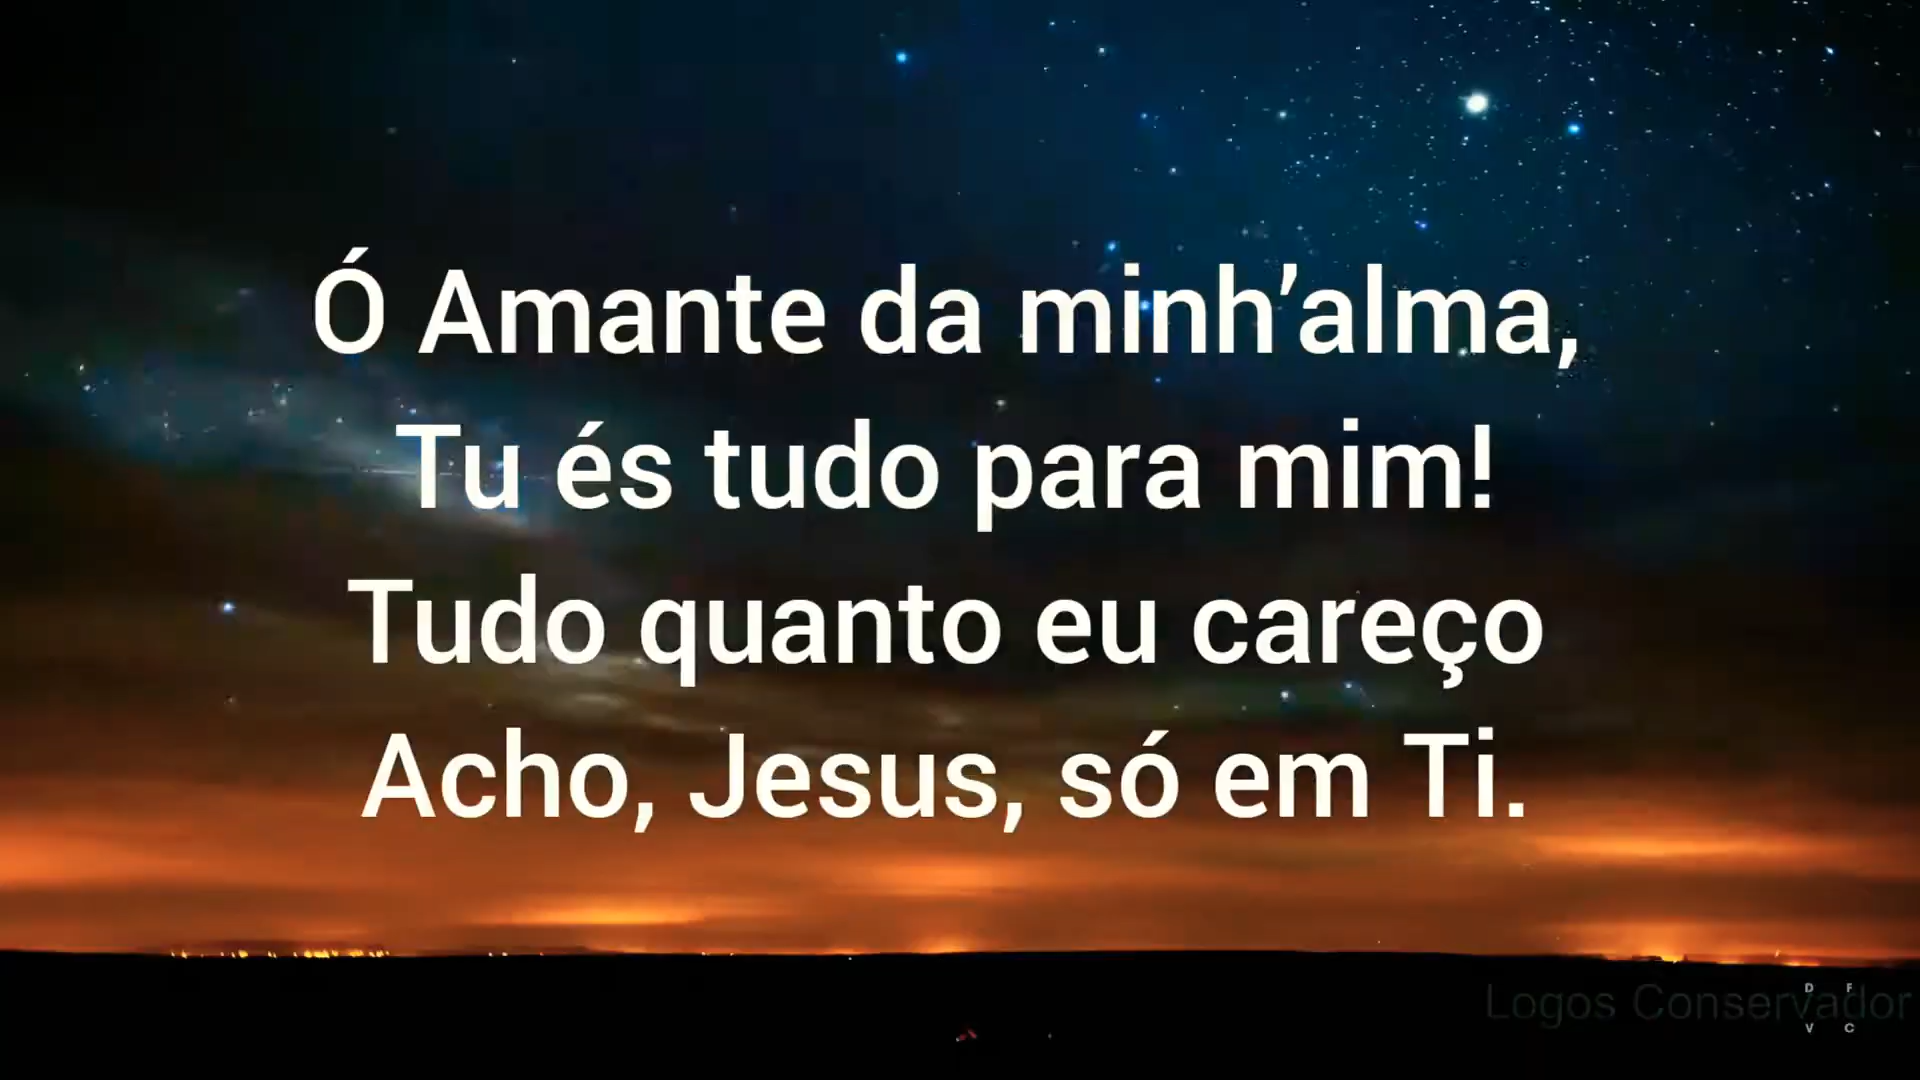 Ó Amante da minh’alma,
Tu és tudo para mim!
Tudo quanto eu careço
Acho, Jesus, só em Ti.
Logos Conservador
D F
V C